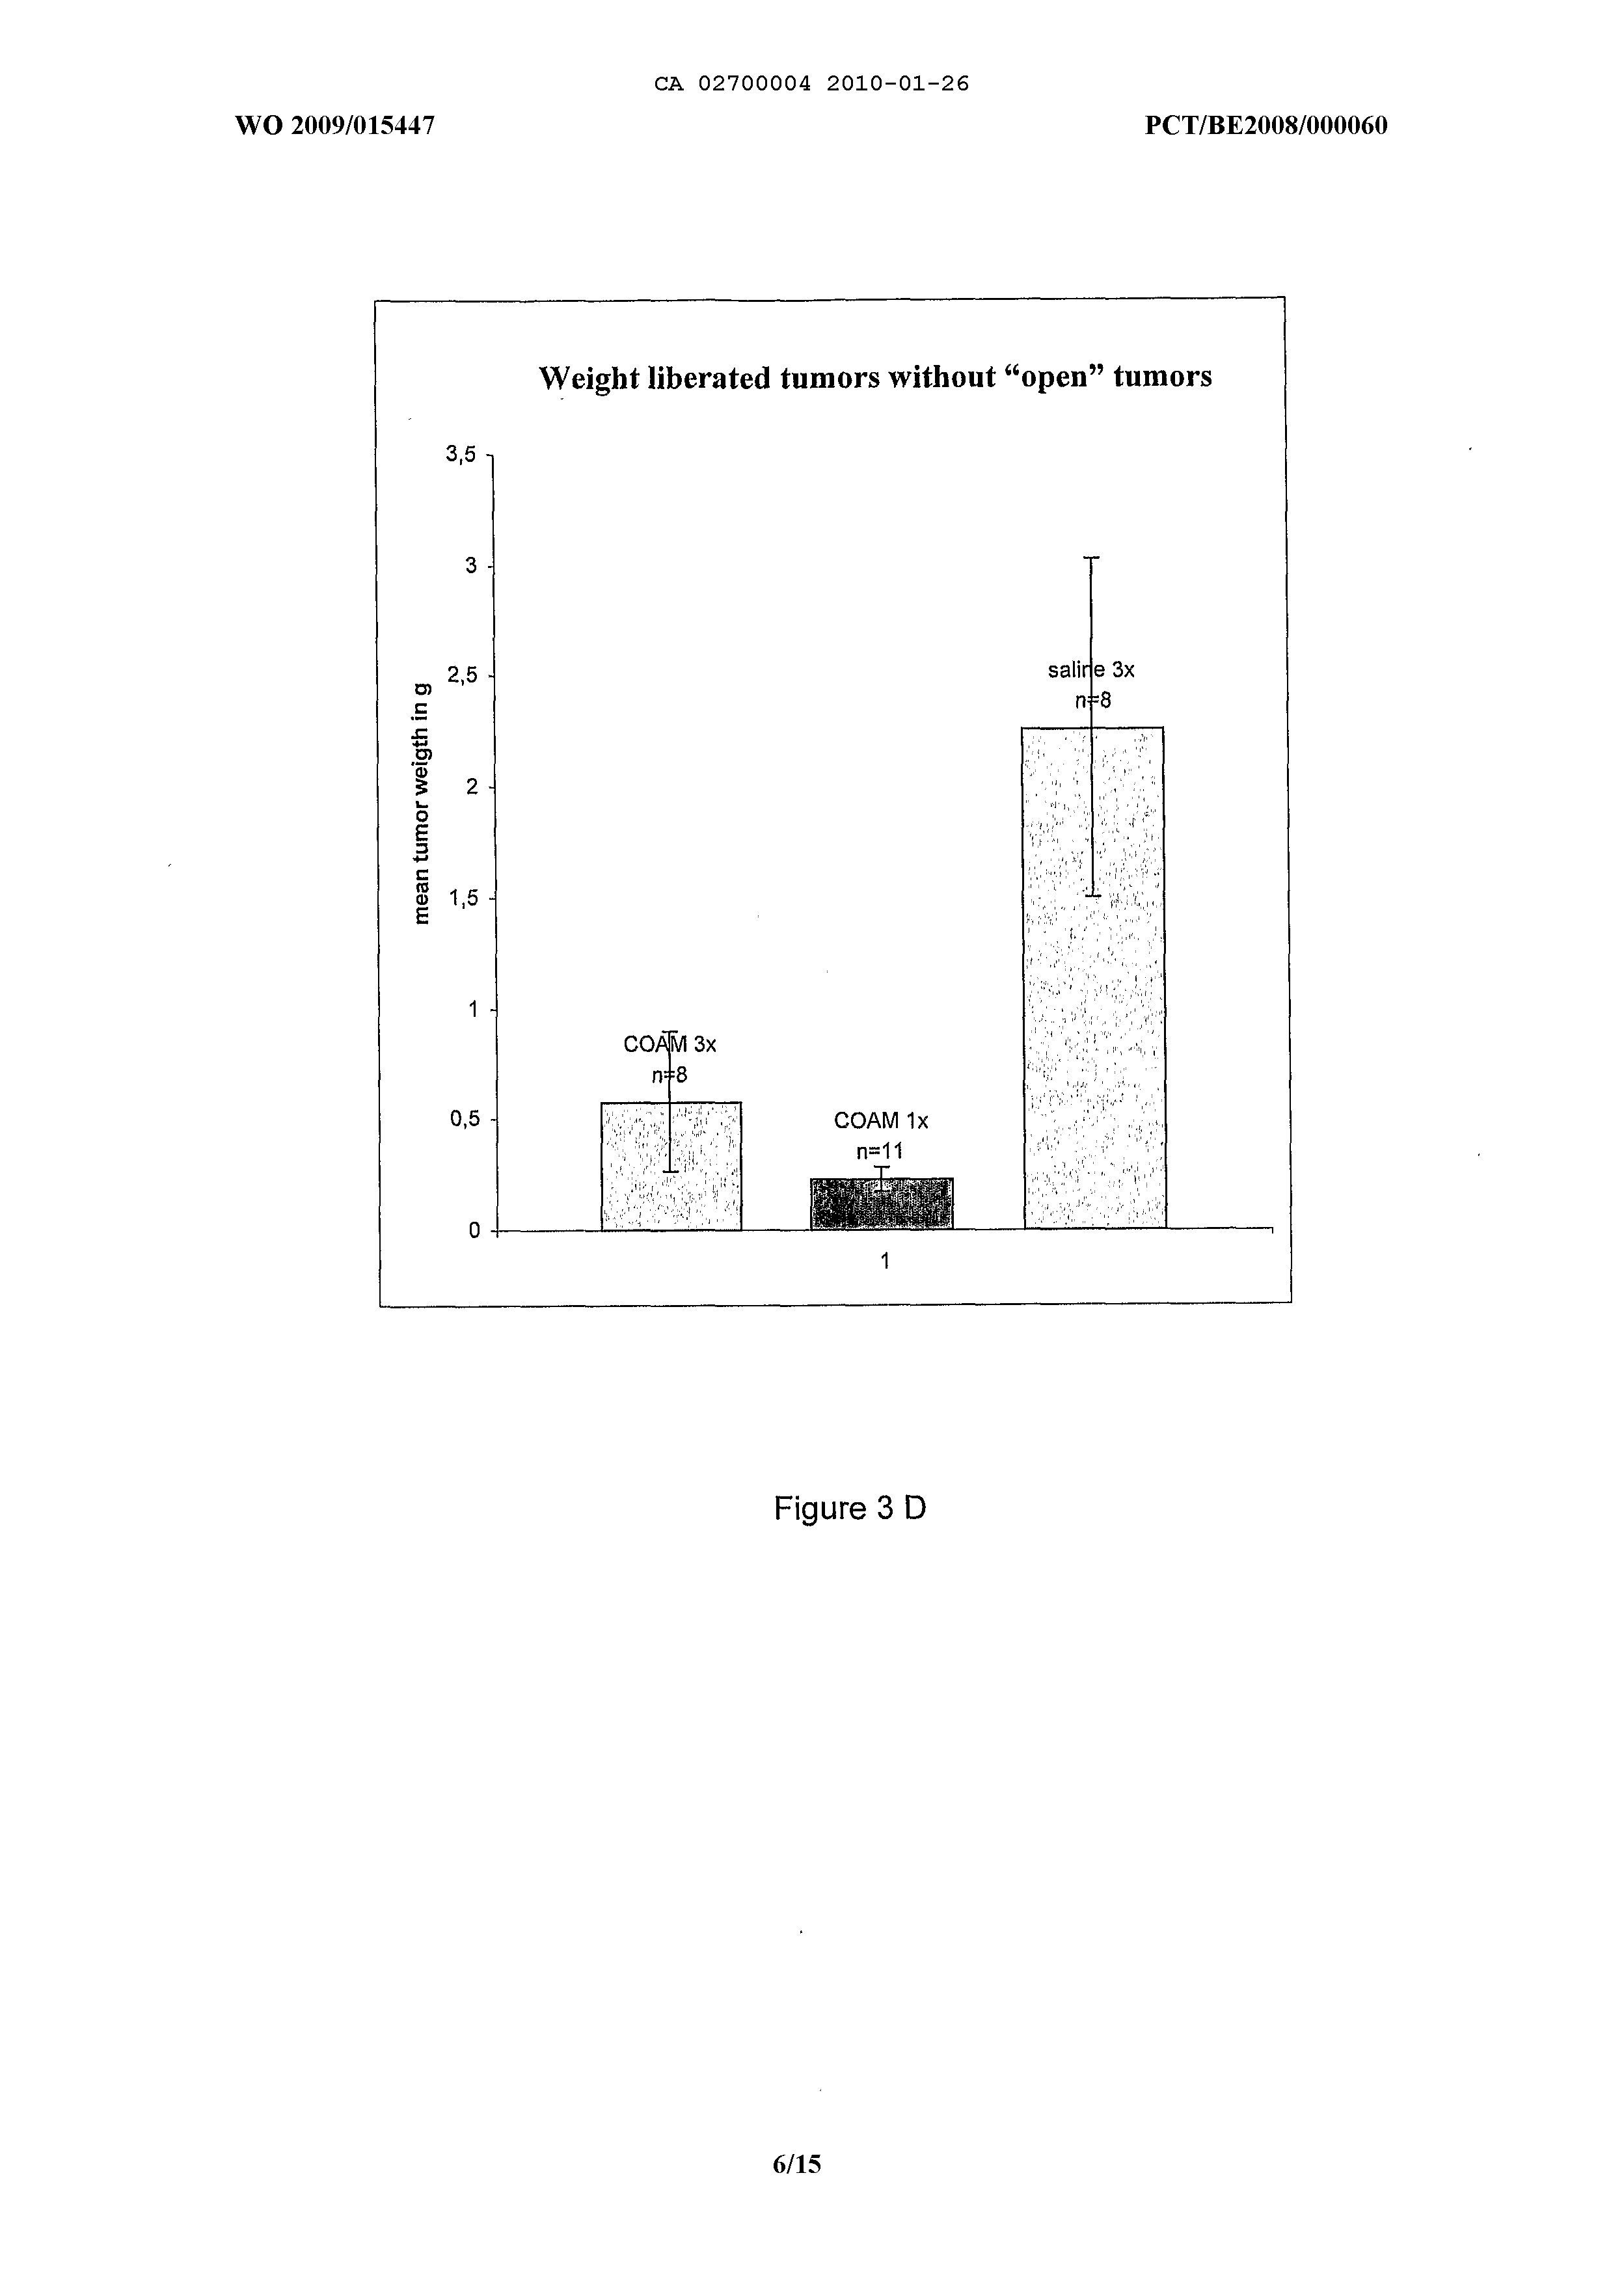 CA 02700004 2010-01-26
WO 2009/015447
PCT/BE2008/000060
Weight liberated tumors without “open” tumors
3,5
3
2,5
2
1,5
1
0,5
0
mean tumor weigth in g
COAM 3x
n=8
COAM 1x
n=11
saline 3x
n=8
1
Figure 3 D
6/15